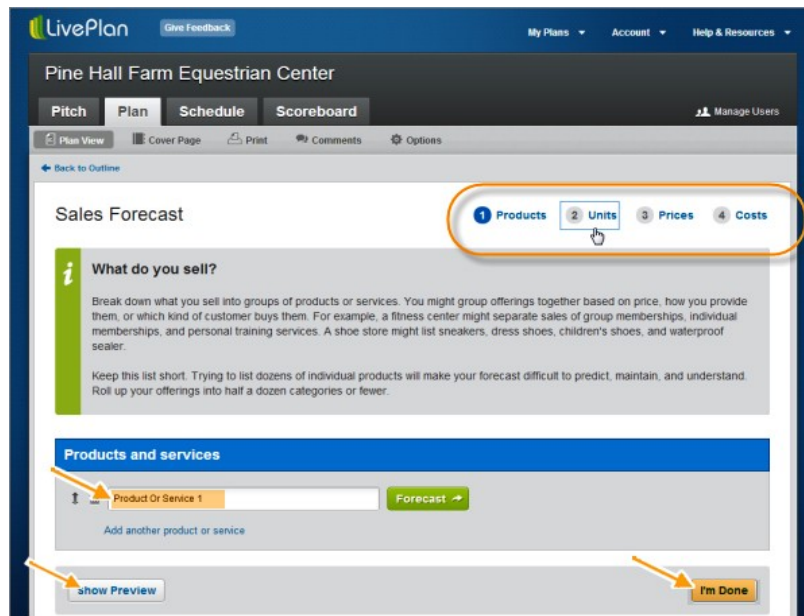 LivePlan
Give Feedback
My Plans
Account
Help & Resources
Pine Hall Farm Equestrian Center
Pitch
Plan
Schedule
Scoreboard
Manage Users
Plan View
Cover Page
Print
Comments
Options
Back to Outline
Sales Forecast
1 Products
2 Units
3 Prices
4 Costs
i
What do you sell?
Break down what you sell into groups of products or services. You might group offerings together based on price, how you provide
them, or which kind of customer buys them. For example, a fitness center might separate sales of group memberships, individual
memberships, and personal training services. A shoe store might list sneakers, dress shoes, children's shoes, and waterproof
sealer.
Keep this list short. Trying to list dozens of individual products will make your forecast difficult to predict, maintain, and understand.
Roll up your offerings into half a dozen categories or fewer.
Products and services
Product Or Service 1
Forecast
Add another product or service
Show Preview
I'm Done